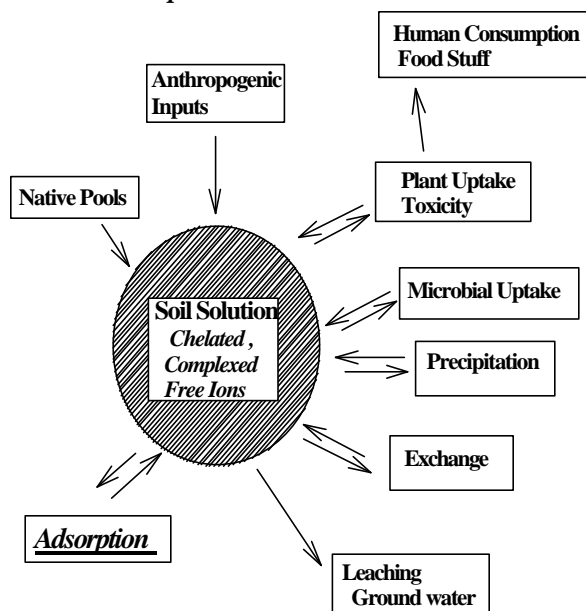 Human Consumption
Food Stuff
Anthropogenic
Inputs
Plant Uptake
Toxicity
Native Pools
Microbial Uptake
Soil Solution
Chelated ,
Complexed
Free Ions
Precipitation
Exchange
Adsorption
Leaching
Ground water